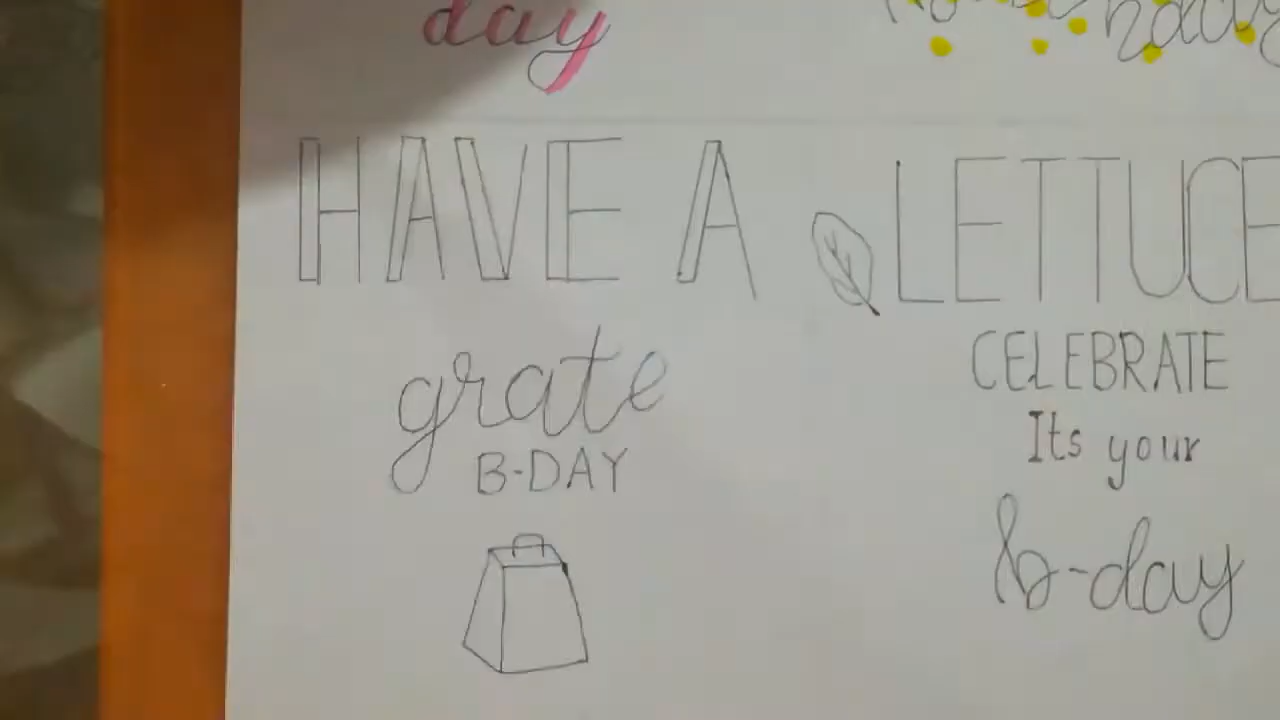 day
HAVE A
grate
B-DAY
LETTUCE
CELEBRATE
Its your
b-day